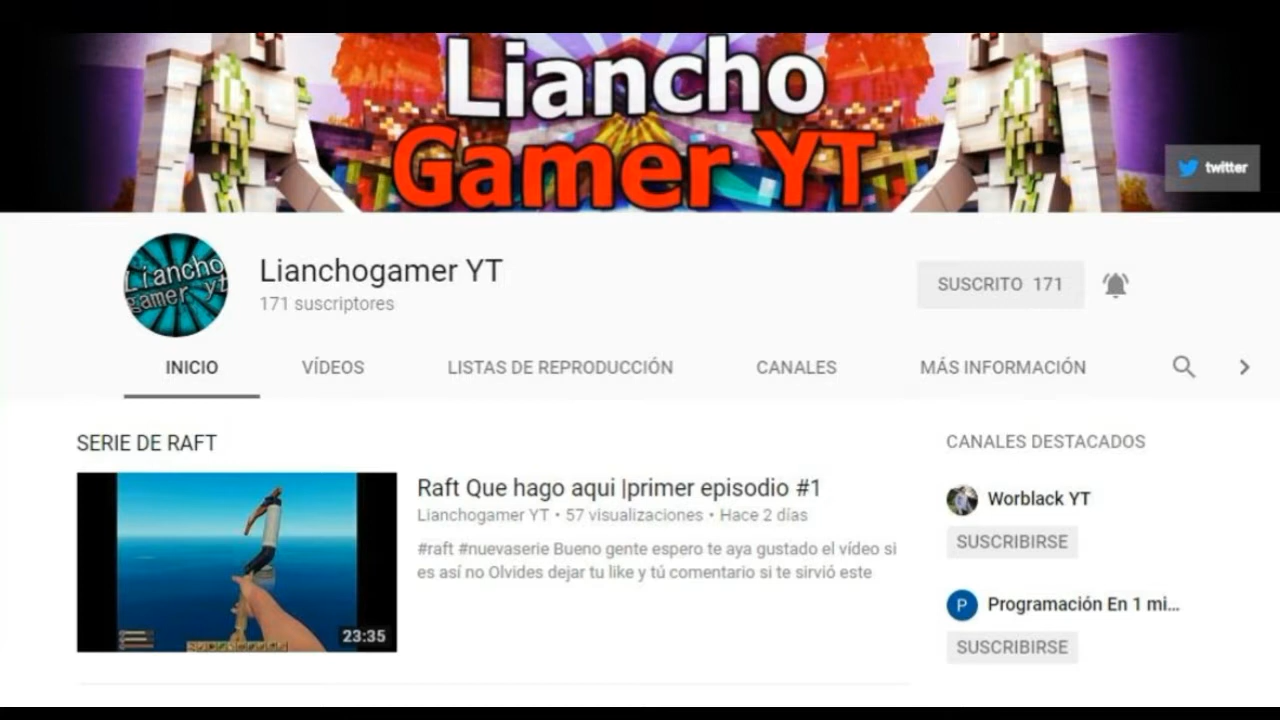 Liancho
Gamer YT
twitter
Liancho
gamer yt
Lianchogamer YT
171 suscriptores
SUSCRITO 171
INICIO VÍDEOS LISTAS DE REPRODUCCIÓN CANALES MÁS INFORMACIÓN
SERIE DE RAFT
Raft Que hago aqui |primer episodio #1
Lianchogamer YT • 57 visualizaciones • Hace 2 días
#raft #nuevaserie Bueno gente espero te aya gustado el vídeo si
es así no Olvides dejar tu like y tú comentario si te sirvió este
23:35
CANALES DESTACADOS
Worblack YT
SUSCRIBIRSE
P Programación En 1 mi...
SUSCRIBIRSE